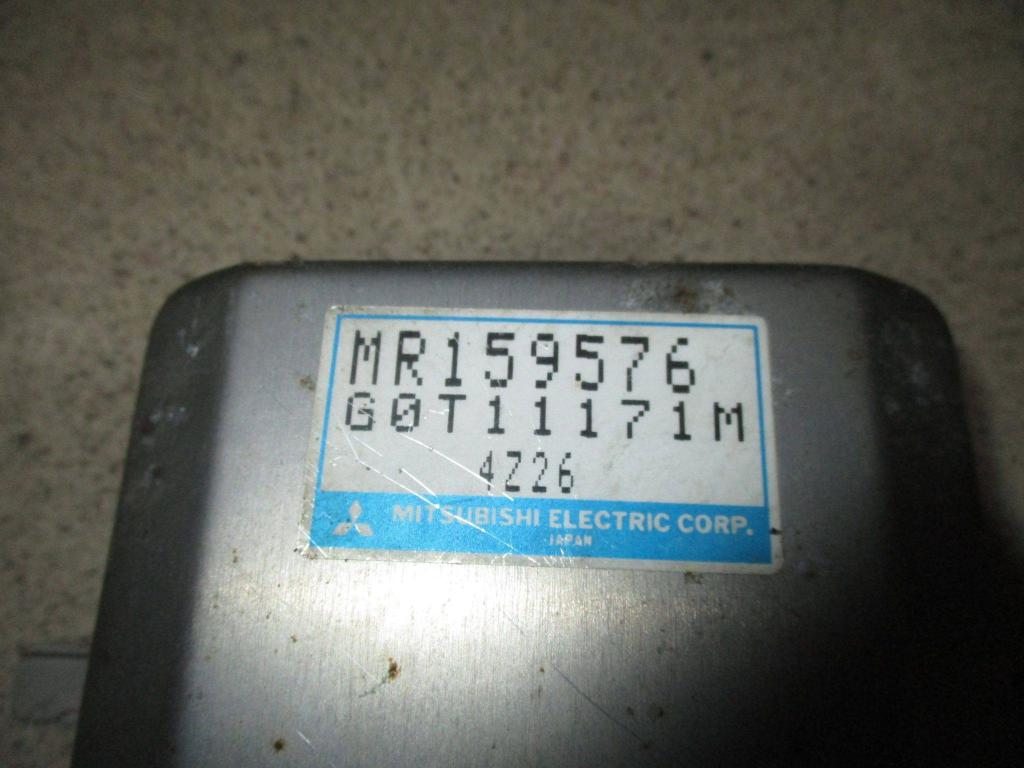 MR159576
G0T11171M
4Z26
MITSUBISHI ELECTRIC CORP.
JAPAN